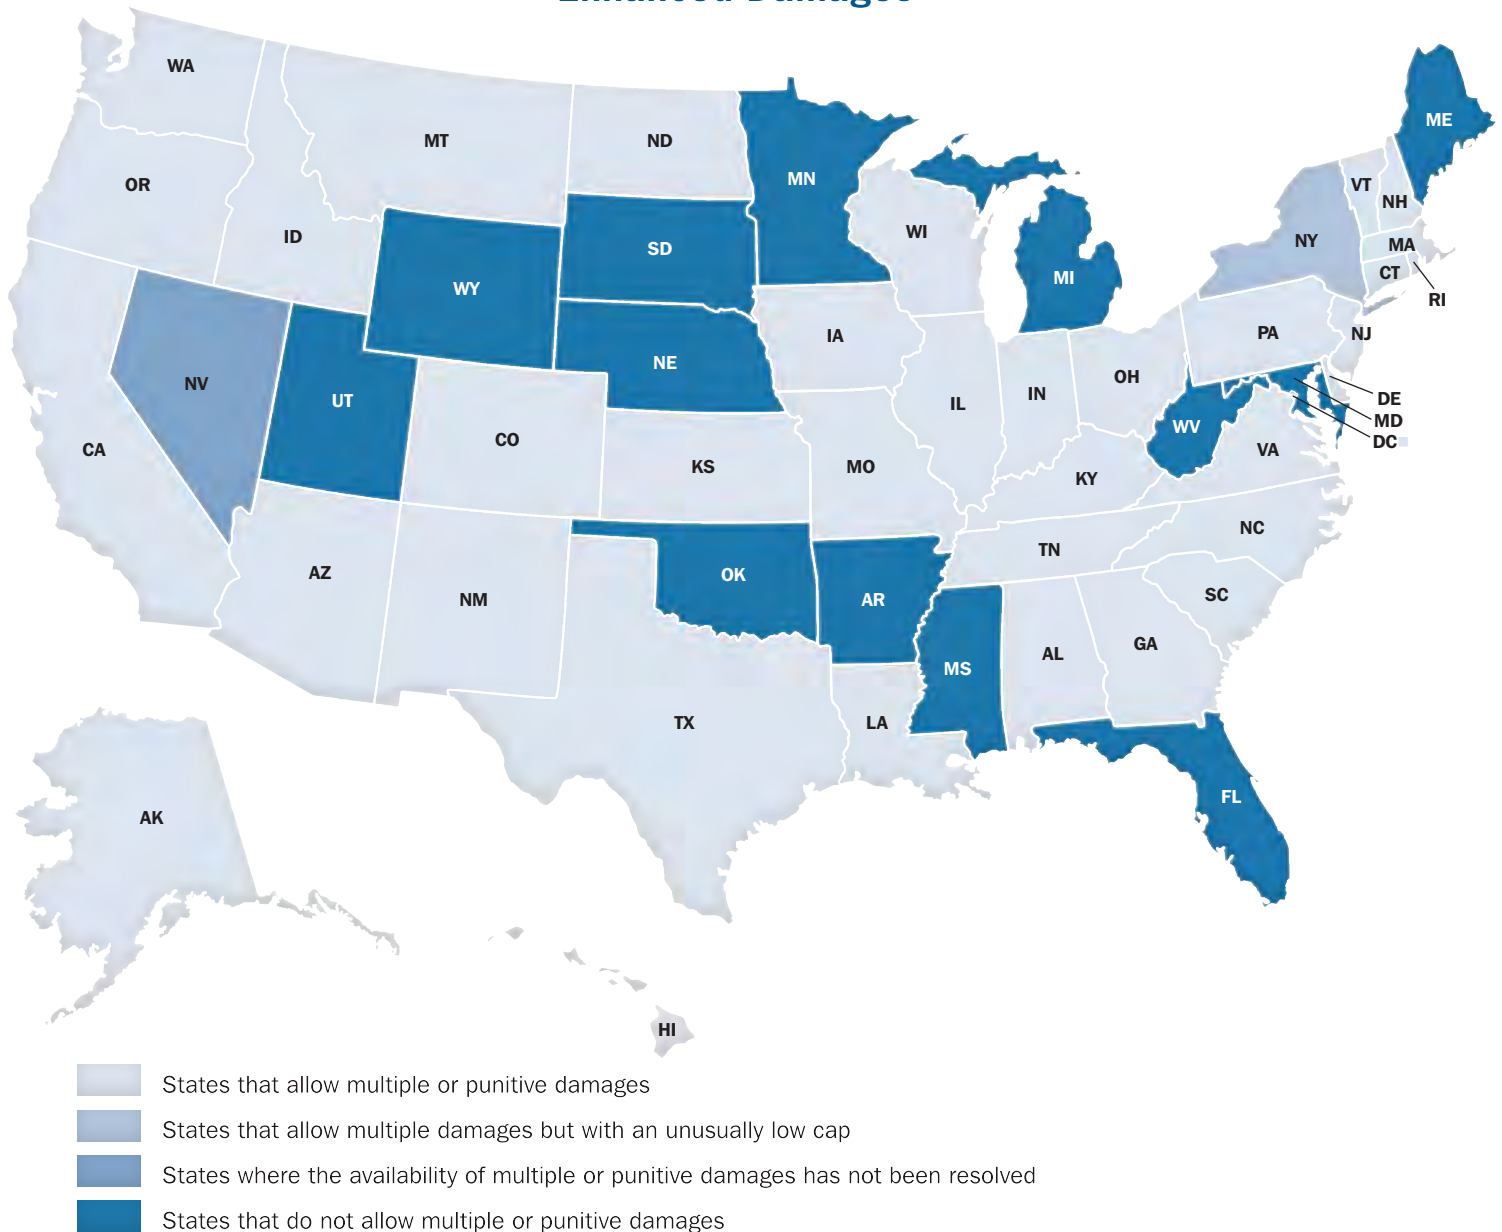 Enhanced Damages
WA
MT
ND
MN
ME
OR
ID
SD
WI
VT
NH
NY
MA
CT
RI
WY
MI
IA
NE
PA
NJ
NV
UT
CO
IL
IN
OH
DE
MD
DC
CA
KS
MO
WV
VA
KY
NC
TN
AZ
NM
OK
AR
SC
MS
AL
GA
TX
LA
FL
AK
HI
States that allow multiple or punitive damages
States that allow multiple damages but with an unusually low cap
States where the availability of multiple or punitive damages has not been resolved
States that do not allow multiple or punitive damages